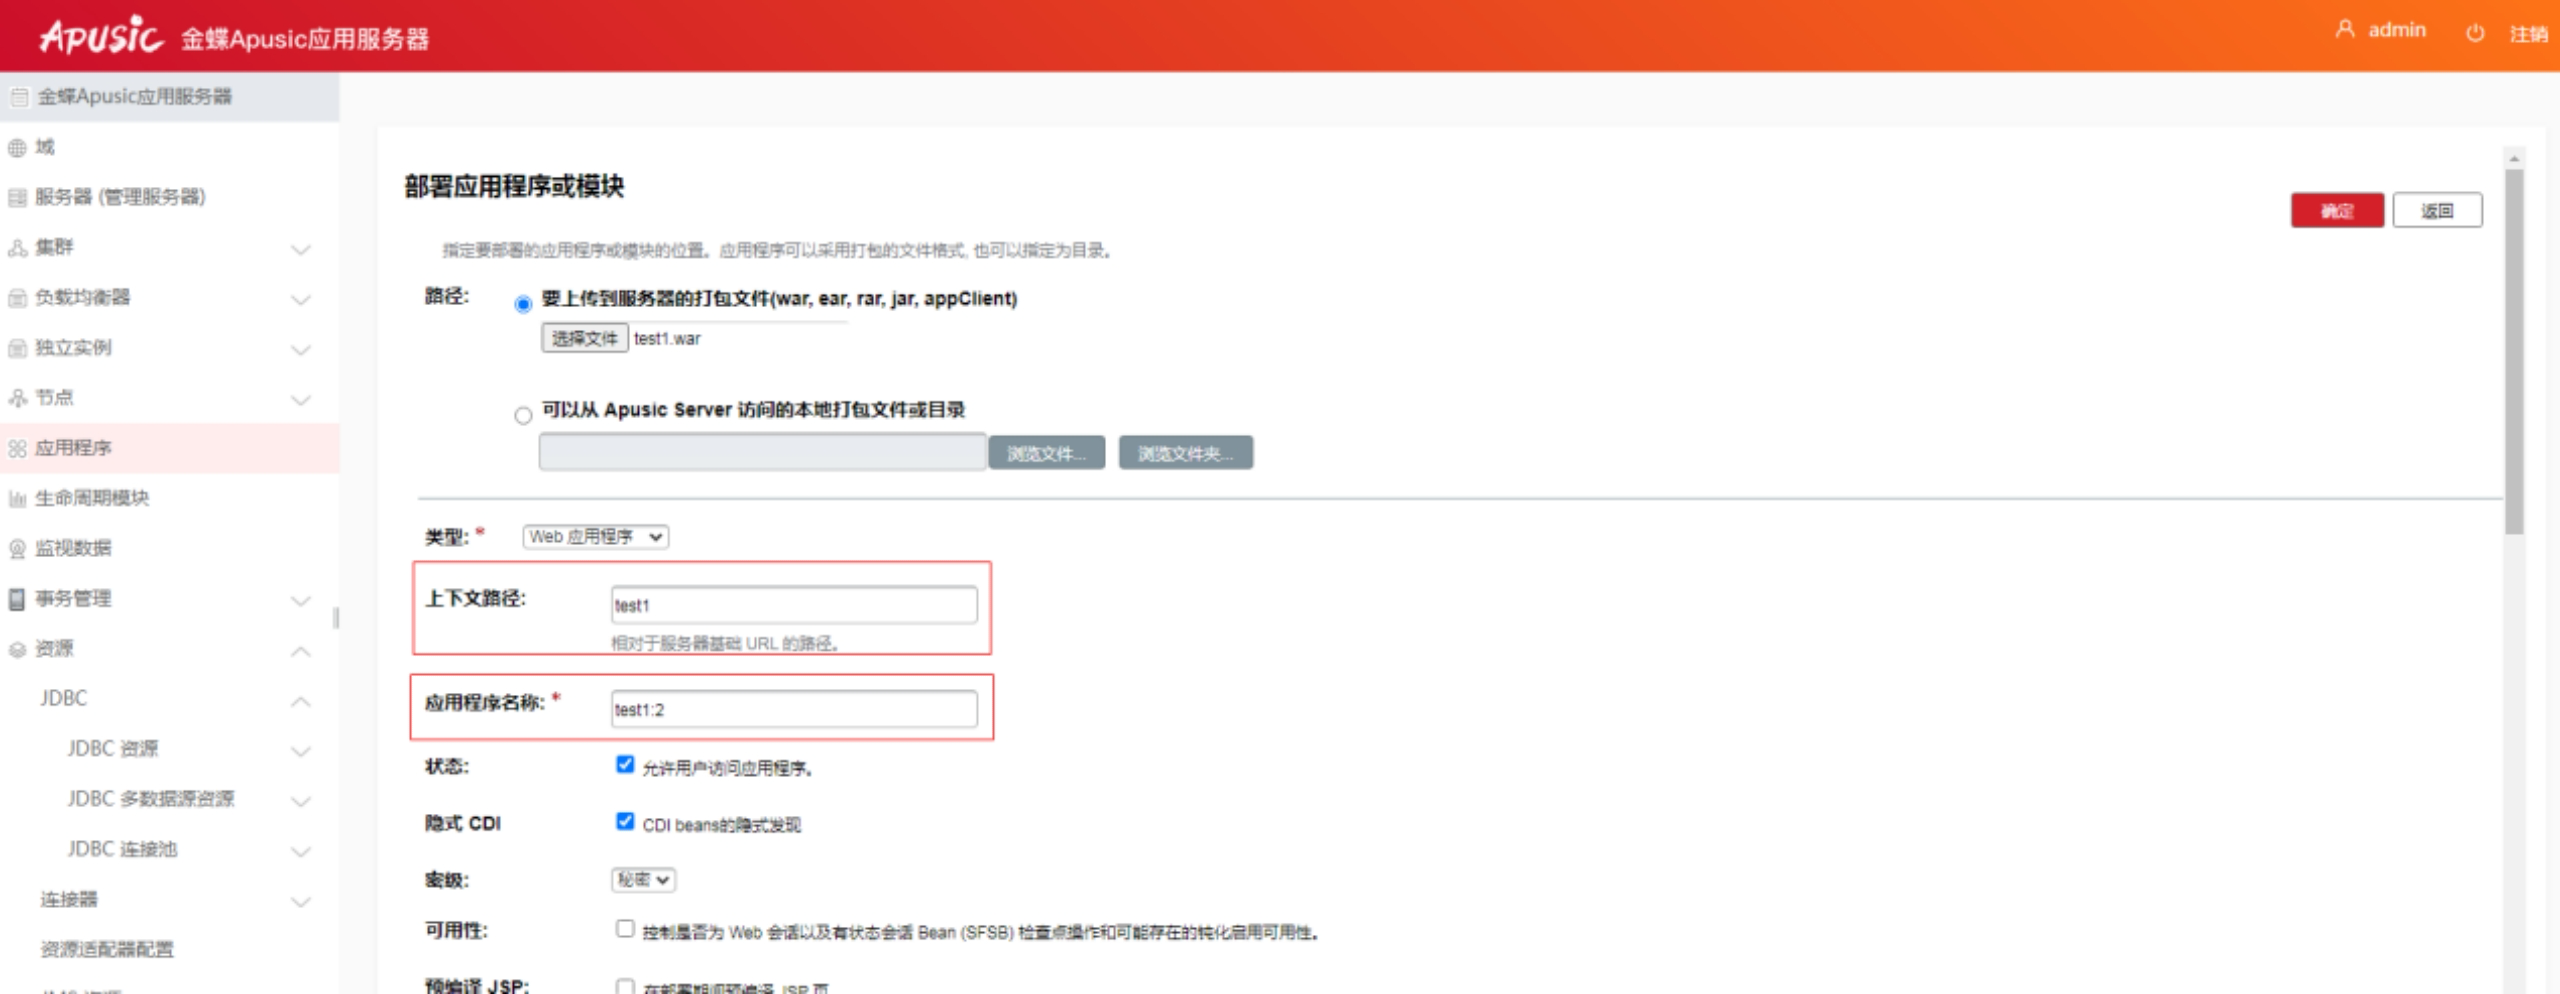 APUSIC 金蝶Apusic应用服务器
admin
注销
金蝶Apusic应用服务器
域
服务器 (管理服务器)
集群
负载均衡器
独立实例
节点
应用程序
生命周期模块
监视数据
事务管理
资源
JDBC
JDBC 资源
JDBC 多数据源资源
JDBC 连接池
连接器
资源适配器配置
部署应用程序或模块
确定
返回
指定要部署的应用程序或模块的位置。应用程序可以采用打包的文件格式, 也可以指定为目录。
路径:
要上传到服务器的打包文件(war, ear, rar, jar, appClient)
选择文件 test1.war
可以从 Apusic Server 访问的本地打包文件或目录
浏览文件...
浏览文件夹...
类型: * Web 应用程序
上下文路径: test1
相对于服务器基础 URL 的路径。
应用程序名称: * test1:2
状态: 允许用户访问应用程序。
隐式 CDI CDI beans的隐式发现
密级: 秘密
可用性: 控制是否为 Web 会话以及有状态会话 Bean (SFSB) 检查点操作和可能存在的钝化启用可用性。
预编译 JSP: 在部署期间预编译 JSP 页